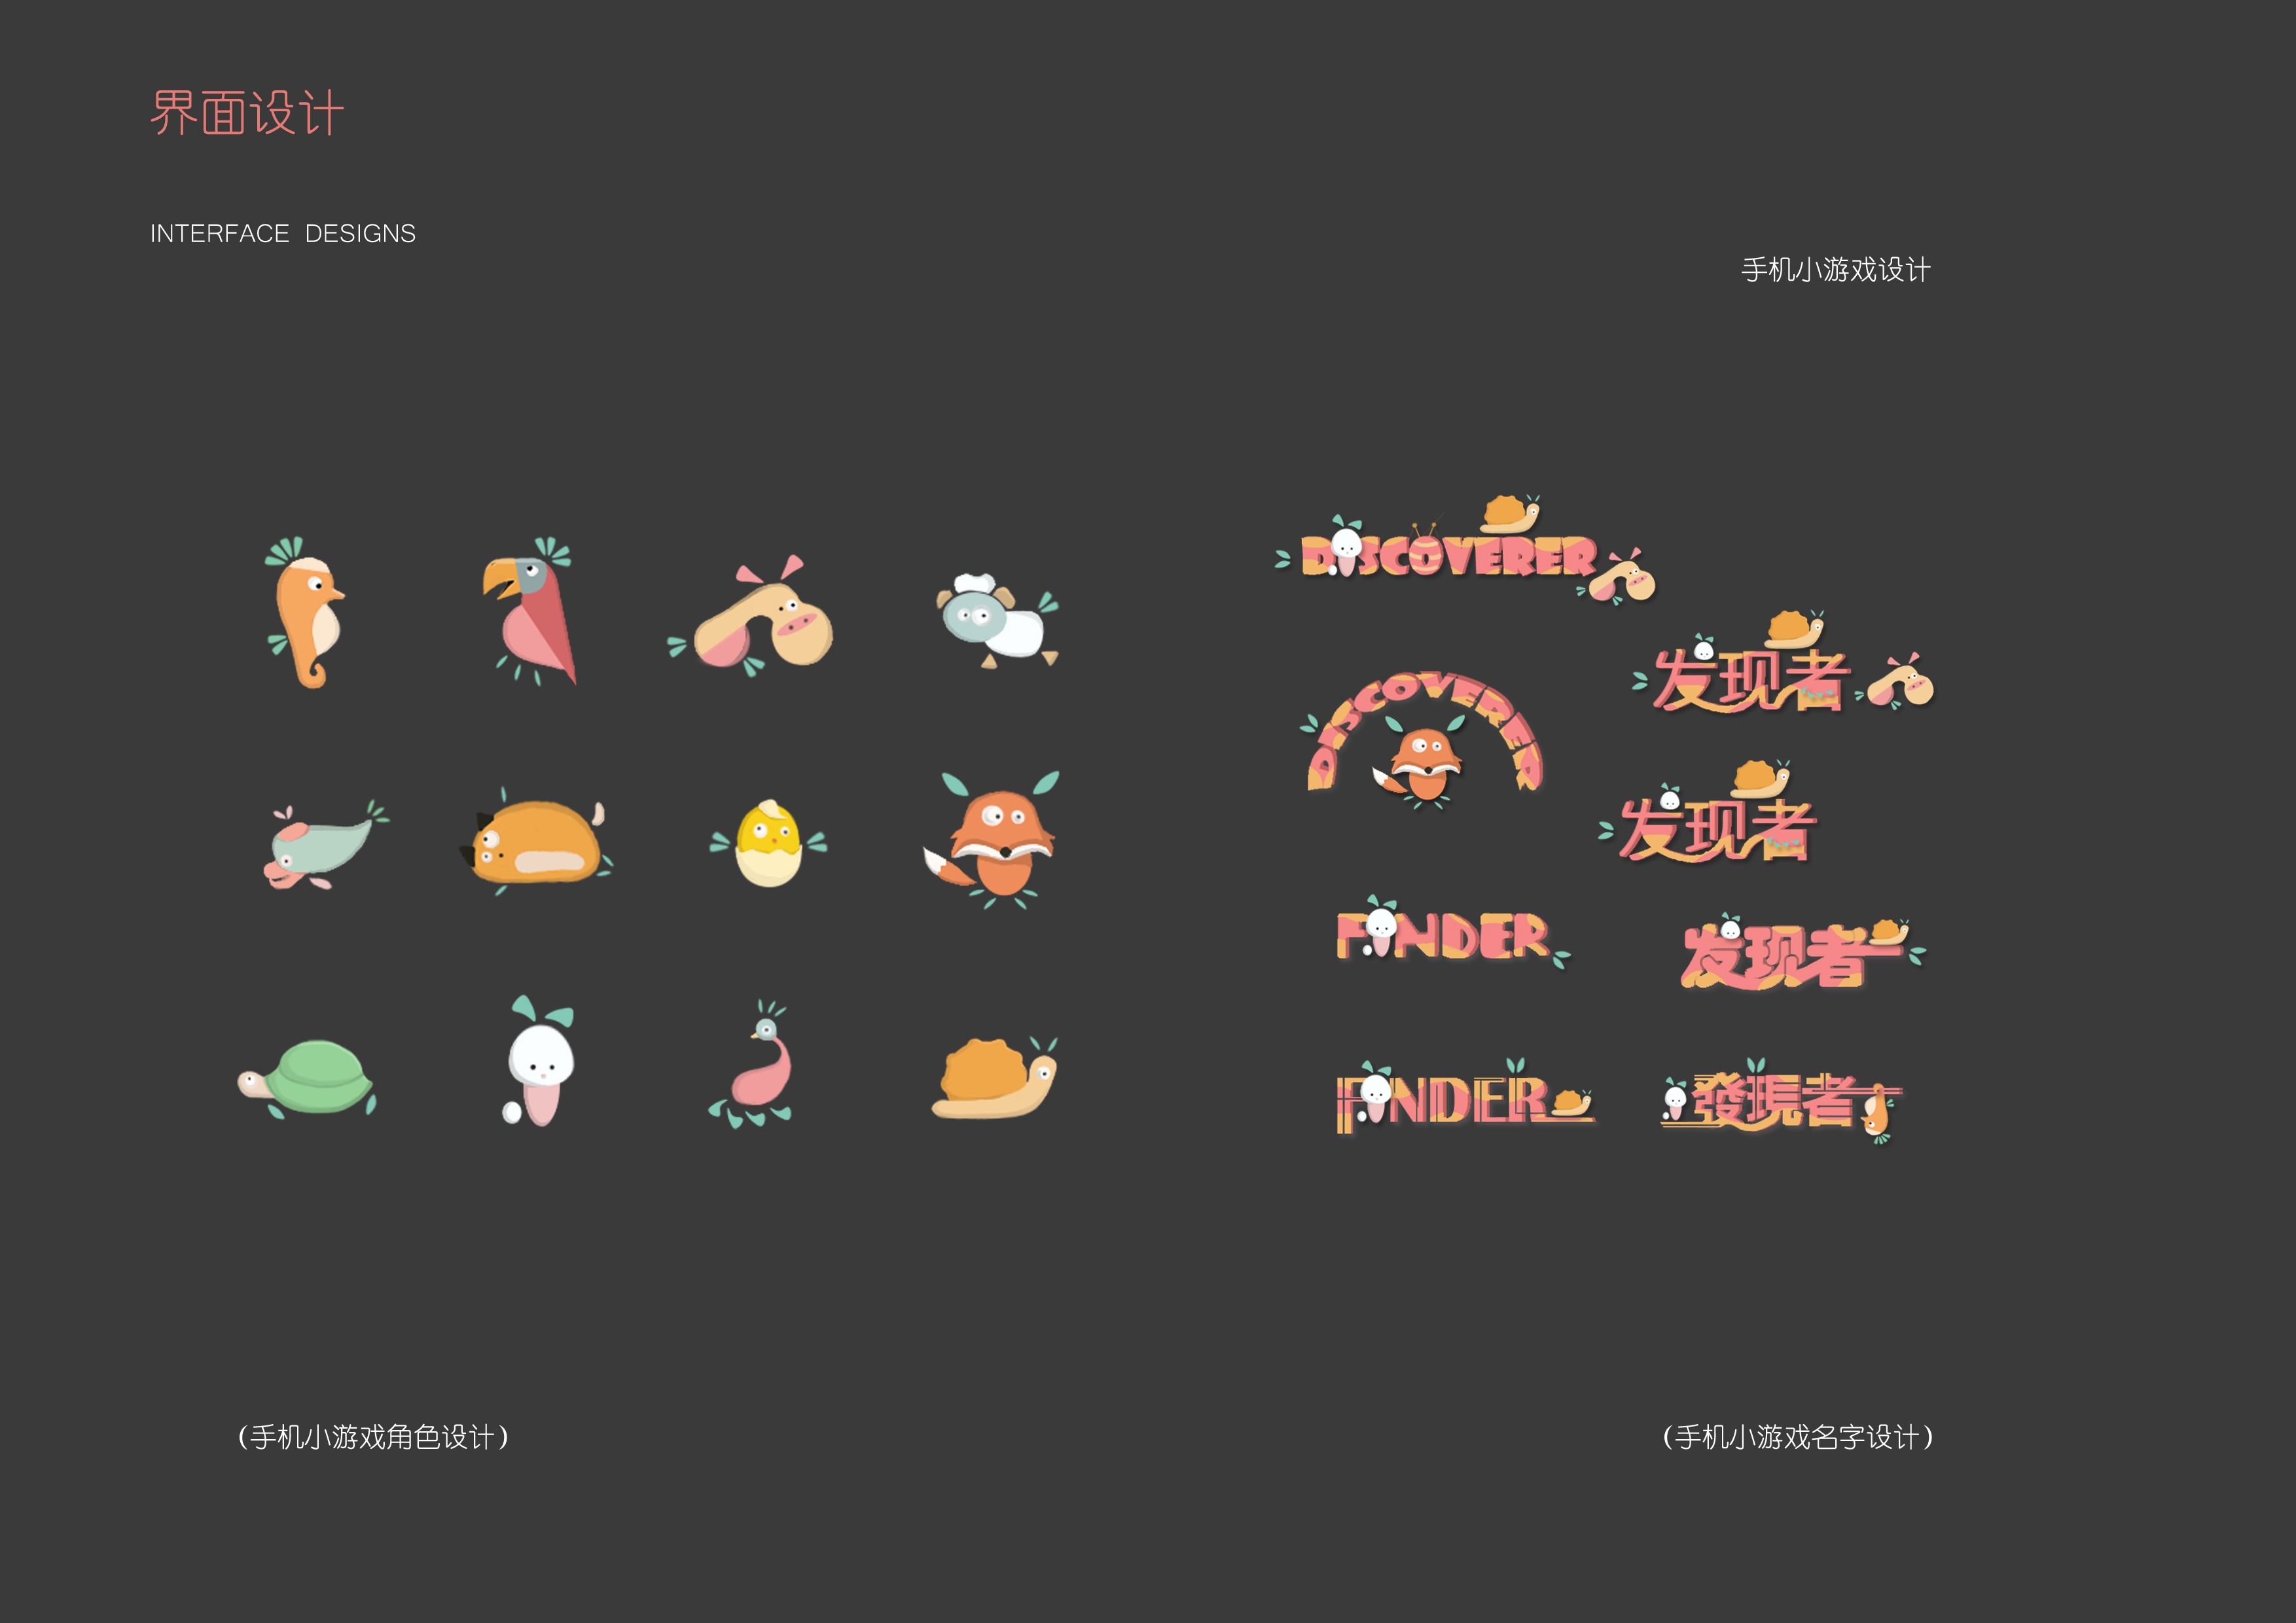 界面设计
INTERFACE DESIGNS
手机小游戏设计
DISCOVERER
发现者
DISCOVERER
发现者
FINDER
发现者
FINDER
發現者
(手机小游戏角色设计)
(手机小游戏名字设计)